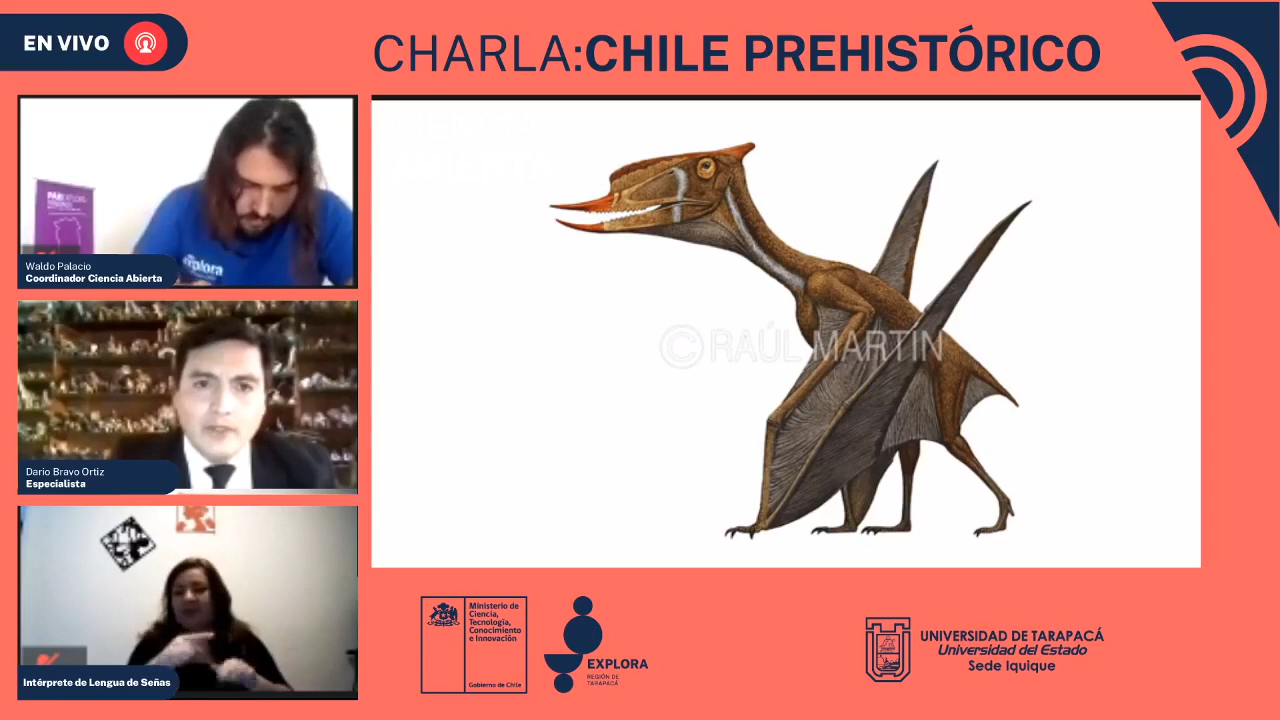 EN VIVO
CHARLA:CHILE PREHISTÓRICO
Waldo Palacio
Coordinador Ciencia Abierta
Dario Bravo Ortiz
Especialista
Intérprete de Lengua de Señas
© RAÚL MARTIN
Ministerio de
Ciencia,
Tecnología,
Conocimiento
e Innovación
Gobierno de Chile
EXPLORA
REGIÓN DE
TARAPACÁ
UNIVERSIDAD DE TARAPACÁ
Universidad del Estado
Sede Iquique